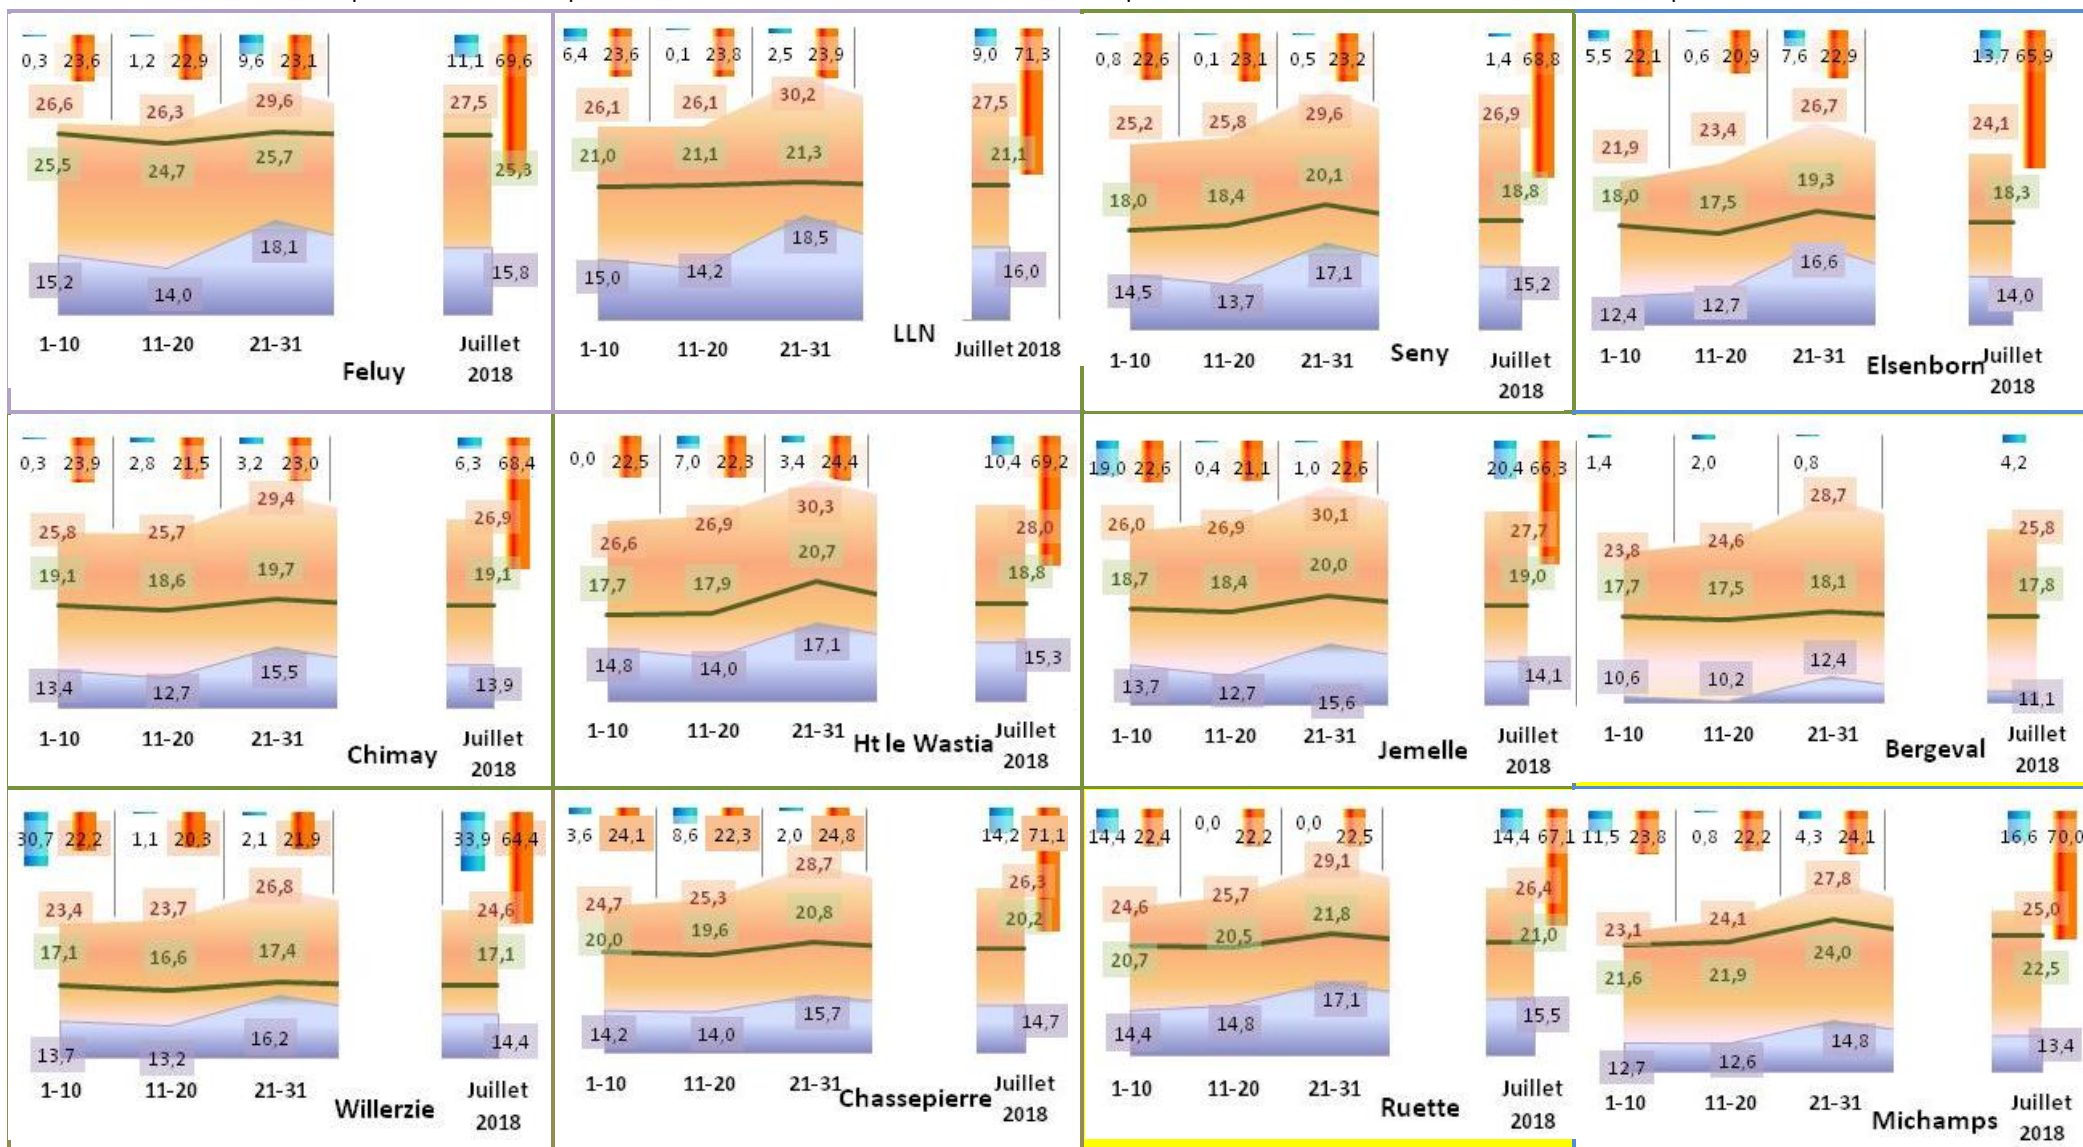 0,3 23,6 1,2 22,9 9,6 23,1 11,1 69,6
26,6 26,3 29,6 27,5
25,5 24,7 25,7 25,3
15,2 14,0 18,1 15,8
1-10 11-20 21-31 Juillet
Feluy 2018
6,4 23,6 0,1 23,8 2,5 23,9 9,0 71,3
26,1 26,1 30,2 27,5
21,0 21,1 21,3 21,1
15,0 14,2 18,5 16,0
LLN
1-10 11-20 21-31 Juillet 2018
0,8 22,6 0,1 23,1 0,5 23,2 1,4 68,8
25,2 25,8 29,6 26,9
18,0 18,4 20,1 18,8
14,5 13,7 17,1 15,2
1-10 11-20 21-31 Seny Juillet
2018
5,5 22,1 0,6 20,9 7,6 22,9 13,7 65,9
21,9 23,4 26,7 24,1
18,0 17,5 19,3 18,3
12,4 12,7 16,6 14,0
1-10 11-20 21-31 Elsenborn Juillet
2018
0,3 23,9 2,8 21,5 3,2 23,0 6,3 68,4
25,8 25,7 29,4 26,9
19,1 18,6 19,7 19,1
13,4 12,7 15,5 13,9
1-10 11-20 21-31 Juillet
Chimay 2018
0,0 22,5 7,0 22,3 3,4 24,4 10,4 69,2
26,6 26,9 30,3 28,0
17,7 17,9 20,7 18,8
14,8 14,0 17,1 15,3
1-10 11-20 21-31 Ht le Wastia Juillet
2018
19,0 22,6 0,4 21,1 1,0 22,6 20,4 66,3
26,0 26,9 30,1 27,7
18,7 18,4 20,0 19,0
13,7 12,7 15,6 14,1
1-10 11-20 21-31 Jemelle Juillet
2018
1,4 2,0 0,8 4,2
23,8 24,6 28,7 25,8
17,7 17,5 18,1 17,8
10,6 10,2 12,4 11,1
1-10 11-20 21-31 Bergeval Juillet
2018
30,7 22,2 1,1 20,3 2,1 21,9 33,9 64,4
23,4 23,7 26,8 24,6
17,1 16,6 17,4 17,1
13,7 13,2 16,2 14,4
1-10 11-20 21-31 Juillet
Willerzie 2018
3,6 24,1 8,6 22,3 2,0 24,8 14,2 71,1
24,7 25,3 28,7 26,3
20,0 19,6 20,8 20,2
14,2 14,0 15,7 14,7
1-10 11-20 21-31 Chassepierre Juillet
2018
14,4 22,4 0,0 22,2 0,0 22,5 14,4 67,1
24,6 25,7 29,1 26,4
20,7 20,5 21,8 21,0
14,4 14,8 17,1 15,5
1-10 11-20 21-31 Juillet
Ruette 2018
11,5 23,8 0,8 22,2 4,3 24,1 16,6 70,0
23,1 24,1 27,8 25,0
21,6 21,9 24,0 22,5
12,7 12,6 14,8 13,4
1-10 11-20 21-31 Juillet
Michamps 2018